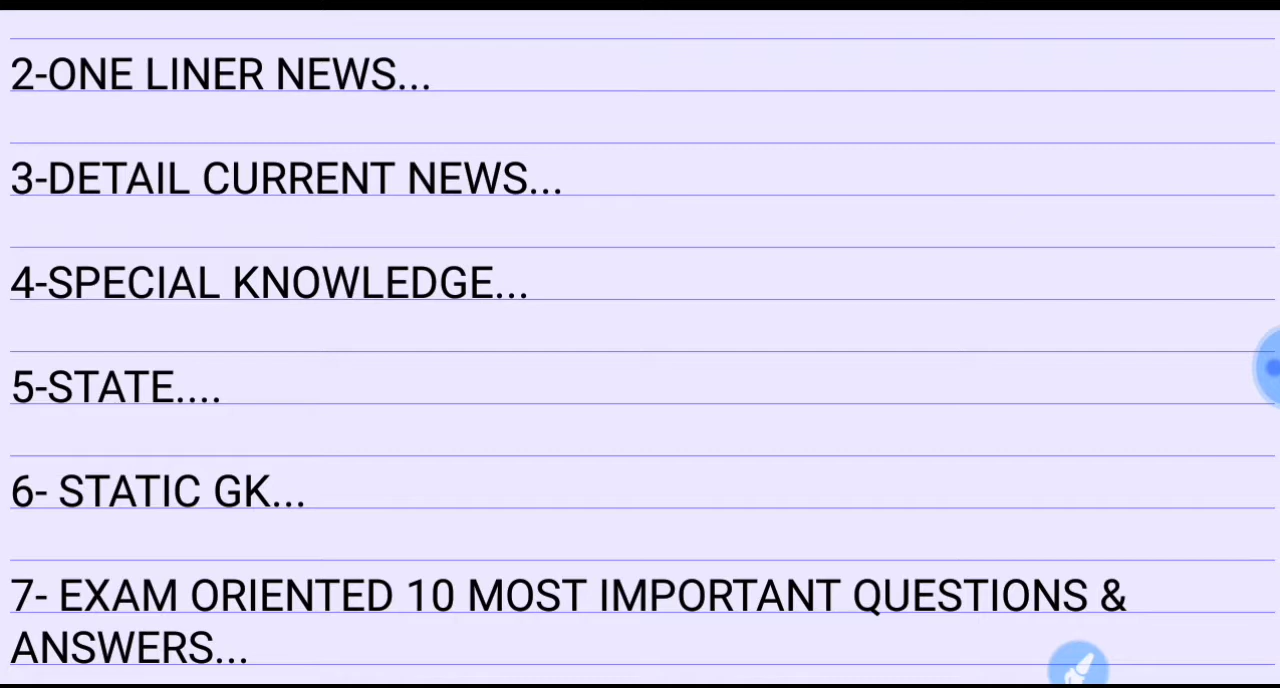 2-ONE LINER NEWS...
3-DETAIL CURRENT NEWS...
4-SPECIAL KNOWLEDGE...
5-STATE....
6- STATIC GK...
7- EXAM ORIENTED 10 MOST IMPORTANT QUESTIONS &
ANSWERS...